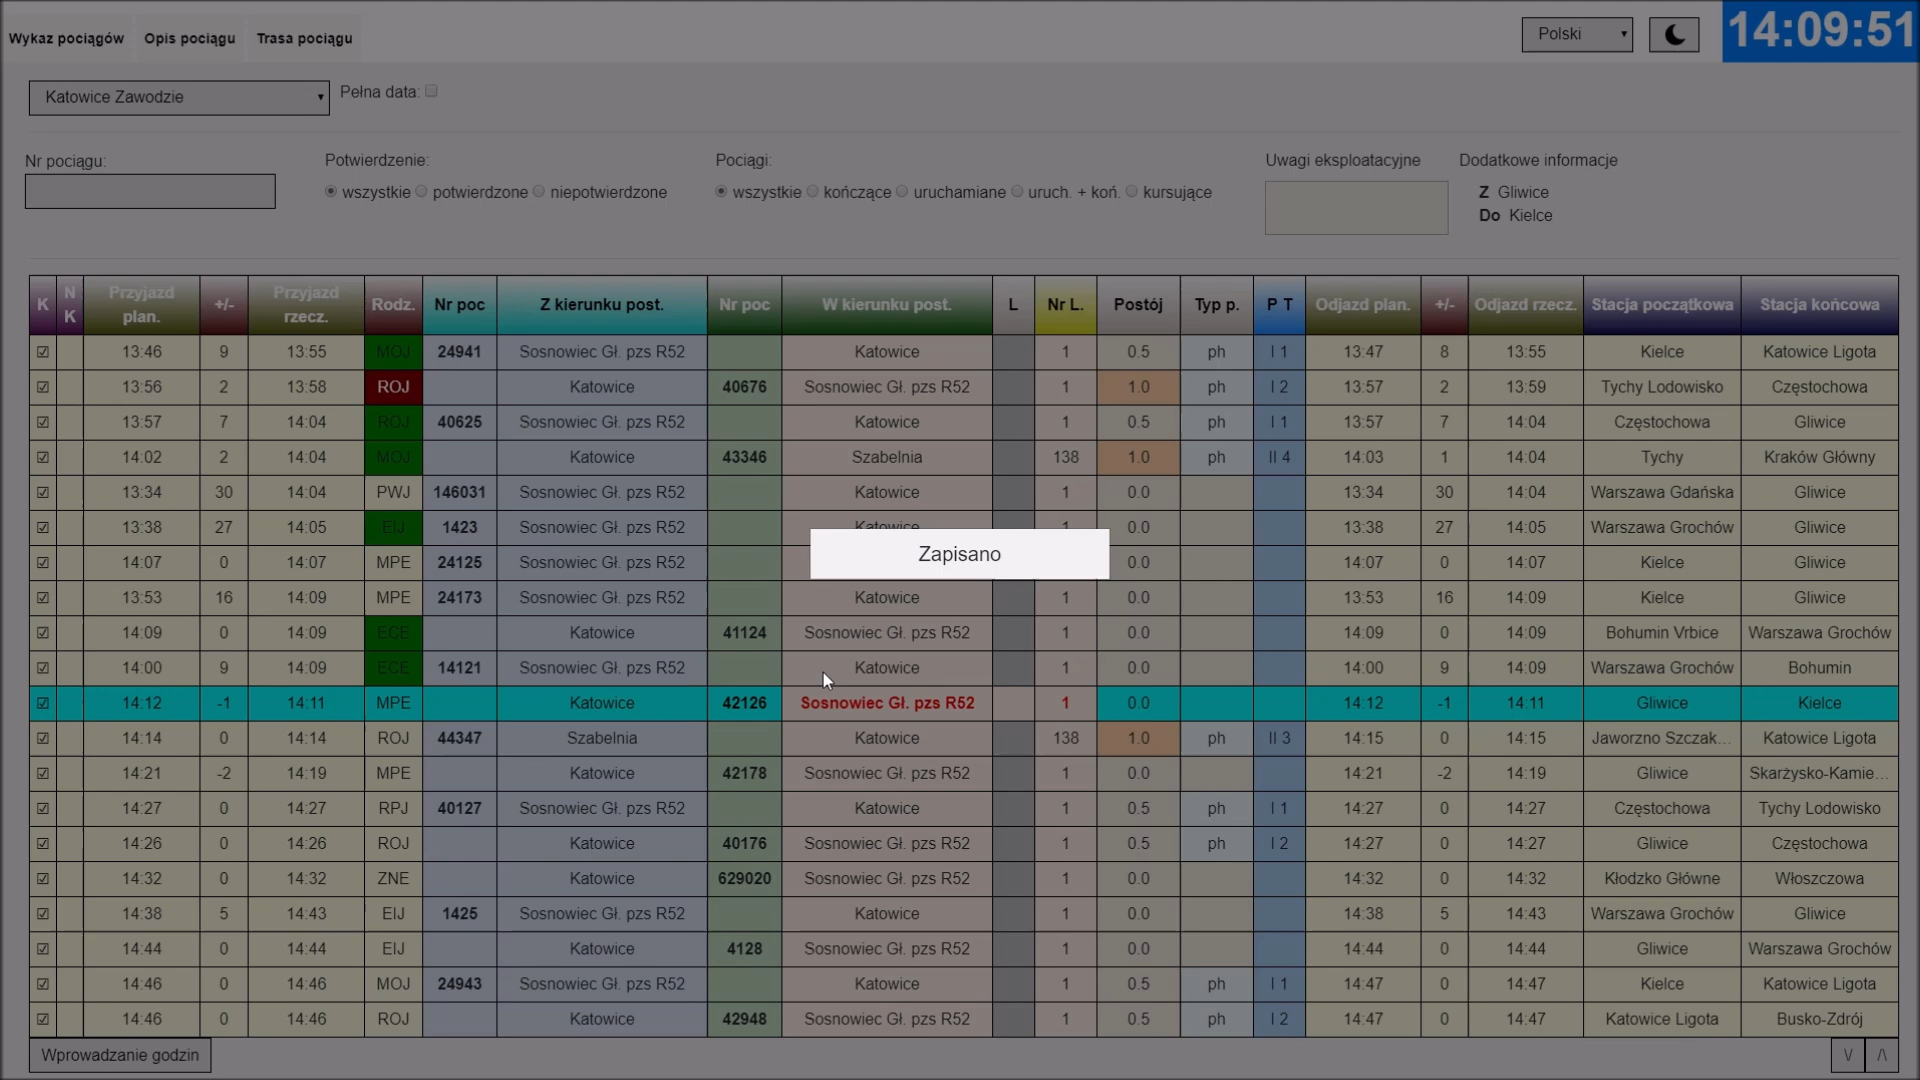 Wykaz pociągów Opis pociągu Trasa pociągu Polski 14:09:51
Katowice Zawodzie Pełna data:
Nr pociągu: Potwierdzenie: Pociągi: Uwagi eksploatacyjne Dodatkowe informacje
wszystkie potwierdzone niepotwierdzone wszystkie kończące uruchamiane uruch. + koń. kursujące Z Gliwice
Do Kielce
K N K Przyjazd plan. +/- Przyjazd rzecz. Rodz. Nr poc Z kierunku post. Nr poc W kierunku post. L Nr L. Postój Typ p. P T Odjazd plan. +/- Odjazd rzecz. Stacja początkowa Stacja końcowa
13:46 9 13:55 MOJ 24941 Sosnowiec Gł. pzs R52 Katowice 1 0.5 ph I 1 13:47 8 13:55 Kielce Katowice Ligota
13:56 2 13:58 ROJ Katowice 40676 Sosnowiec Gł. pzs R52 1 1.0 ph I 2 13:57 2 13:59 Tychy Lodowisko Częstochowa
13:57 7 14:04 ROJ 40625 Sosnowiec Gł. pzs R52 Katowice 1 0.5 ph I 1 13:57 7 14:04 Częstochowa Gliwice
14:02 2 14:04 MOJ Katowice 43346 Szabelnia 138 1.0 ph II 4 14:03 1 14:04 Tychy Kraków Główny
13:34 30 14:04 PWJ 146031 Sosnowiec Gł. pzs R52 Katowice 1 0.0 13:34 30 14:04 Warszawa Gdańska Gliwice
13:38 27 14:05 EIJ 1423 Sosnowiec Gł. pzs R52 Katowice 1 0.0 13:38 27 14:05 Warszawa Grochów Gliwice
Zapisano
14:07 0 14:07 MPE 24125 Sosnowiec Gł. pzs R52 0.0 14:07 0 14:07 Kielce Gliwice
13:53 16 14:09 MPE 24173 Sosnowiec Gł. pzs R52 Katowice 1 0.0 13:53 16 14:09 Kielce Gliwice
14:09 0 14:09 ECE Katowice 41124 Sosnowiec Gł. pzs R52 1 0.0 14:09 0 14:09 Bohumin Vrbice Warszawa Grochów
14:00 9 14:09 ECE 14121 Sosnowiec Gł. pzs R52 Katowice 1 0.0 14:00 9 14:09 Warszawa Grochów Bohumin
14:12 -1 14:11 MPE Katowice 42126 Sosnowiec Gł. pzs R52 1 0.0 14:12 -1 14:11 Gliwice Kielce
14:14 0 14:14 ROJ 44347 Szabelnia Katowice 138 1.0 ph II 3 14:15 0 14:15 Jaworzno Szczak... Katowice Ligota
14:21 -2 14:19 MPE Katowice 42178 Sosnowiec Gł. pzs R52 1 0.0 14:21 -2 14:19 Gliwice Skarżysko-Kamie...
14:27 0 14:27 RPJ 40127 Sosnowiec Gł. pzs R52 Katowice 1 0.5 ph I 1 14:27 0 14:27 Częstochowa Tychy Lodowisko
14:26 0 14:26 ROJ Katowice 40176 Sosnowiec Gł. pzs R52 1 0.5 ph I 2 14:27 0 14:27 Gliwice Częstochowa
14:32 0 14:32 ZNE Katowice 629020 Sosnowiec Gł. pzs R52 1 0.0 14:32 0 14:32 Kłodzko Główne Włoszczowa
14:38 5 14:43 EIJ 1425 Sosnowiec Gł. pzs R52 Katowice 1 0.0 14:38 5 14:43 Warszawa Grochów Gliwice
14:44 0 14:44 EIJ Katowice 4128 Sosnowiec Gł. pzs R52 1 0.0 14:44 0 14:44 Gliwice Warszawa Grochów
14:46 0 14:46 MOJ 24943 Sosnowiec Gł. pzs R52 Katowice 1 0.5 ph I 1 14:47 0 14:47 Kielce Katowice Ligota
14:46 0 14:46 ROJ Katowice 42948 Sosnowiec Gł. pzs R52 1 0.5 ph I 2 14:47 0 14:47 Katowice Ligota Busko-Zdrój
Wprowadzanie godzin \/ /\